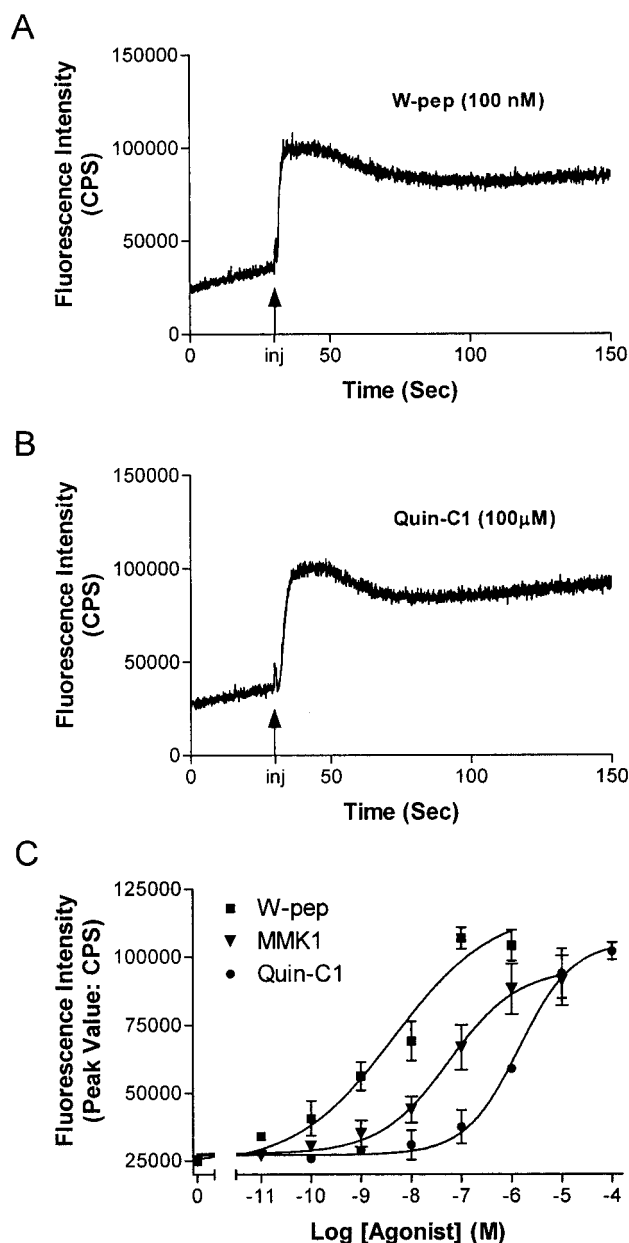 A
Fluorescence Intensity
(CPS)
150000
100000
50000
0
W-pep (100 nM)
0
inj
50
100
150
Time (Sec)
B
Fluorescence Intensity
(CPS)
150000
100000
50000
0
Quin-C1 (100µM)
0
inj
50
100
150
Time (Sec)
C
Fluorescence Intensity
(Peak Value: CPS)
125000
100000
75000
50000
25000
W-pep
MMK1
Quin-C1
0
-11
-10
-9
-8
-7
-6
-5
-4
Log [Agonist] (M)